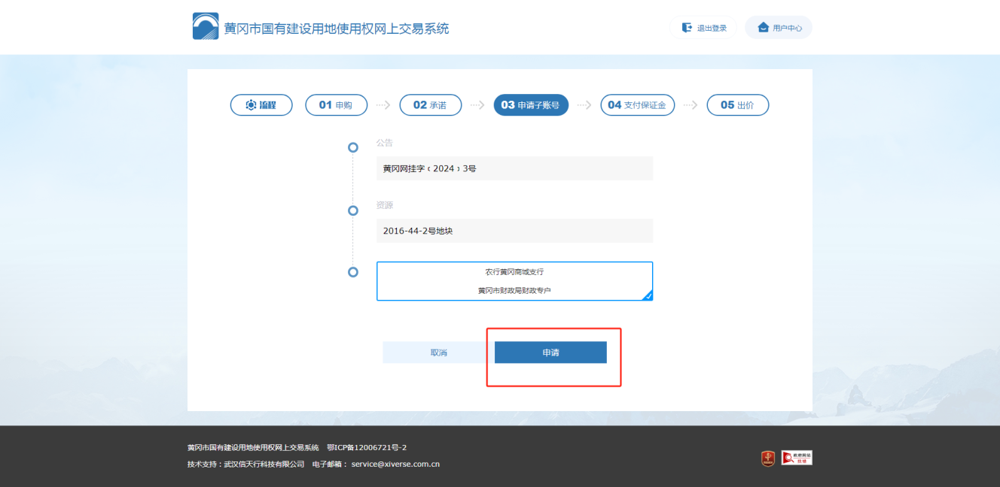 黄冈市国有建设用地使用权网上交易系统
退出登录
用户中心
流程
01 申购
02 承诺
03 申请子账号
04 支付保证金
05 出价
公告
黄冈网挂字﹝2024﹞3号
资源
2016-44-2号地块
农行黄冈商城支行
黄冈市财政局财政专户
取消
申请
黄冈市国有建设用地使用权网上交易系统 鄂ICP备12006721号-2
技术支持：武汉信天行科技有限公司 电子邮箱： service@xiverse.com.cn
政府网站
找错